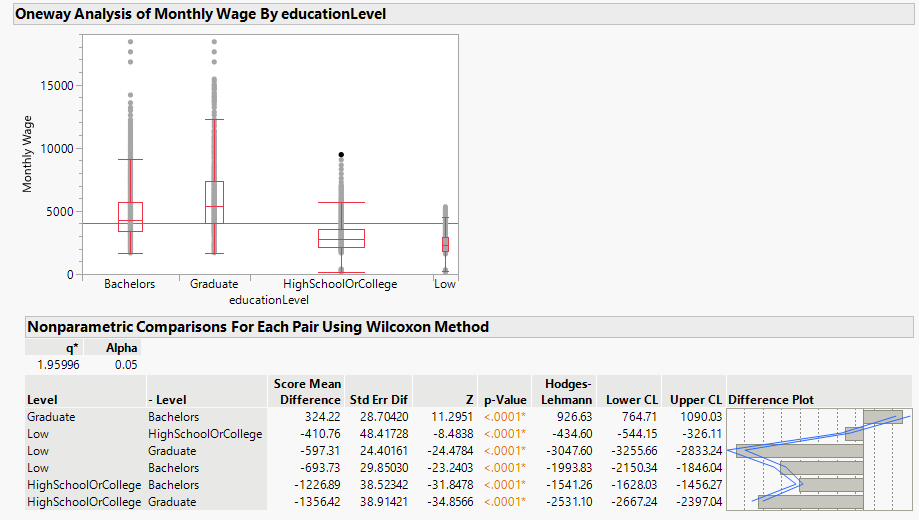 Oneway Analysis of Monthly Wage By educationLevel
15000
10000
5000
0
Monthly Wage
Bachelors Graduate HighSchoolOrCollege Low
educationLevel
Nonparametric Comparisons For Each Pair Using Wilcoxon Method
q* Alpha
1.95996 0.05
Score Mean Hodges-
Level - Level Difference Std Err Dif Z p-Value Lehmann Lower CL Upper CL Difference Plot
Graduate Bachelors 324.22 28.70420 11.2951 <.0001* 926.63 764.71 1090.03
Low HighSchoolOrCollege -410.76 48.41728 -8.4838 <.0001* -434.60 -544.15 -326.11
Low Graduate -597.31 24.40161 -24.4784 <.0001* -3047.60 -3255.66 -2833.24
Low Bachelors -693.73 29.85030 -23.2403 <.0001* -1993.83 -2150.34 -1846.04
HighSchoolOrCollege Bachelors -1226.89 38.52342 -31.8478 <.0001* -1541.26 -1628.03 -1456.27
HighSchoolOrCollege Graduate -1356.42 38.91421 -34.8566 <.0001* -2531.10 -2667.24 -2397.04